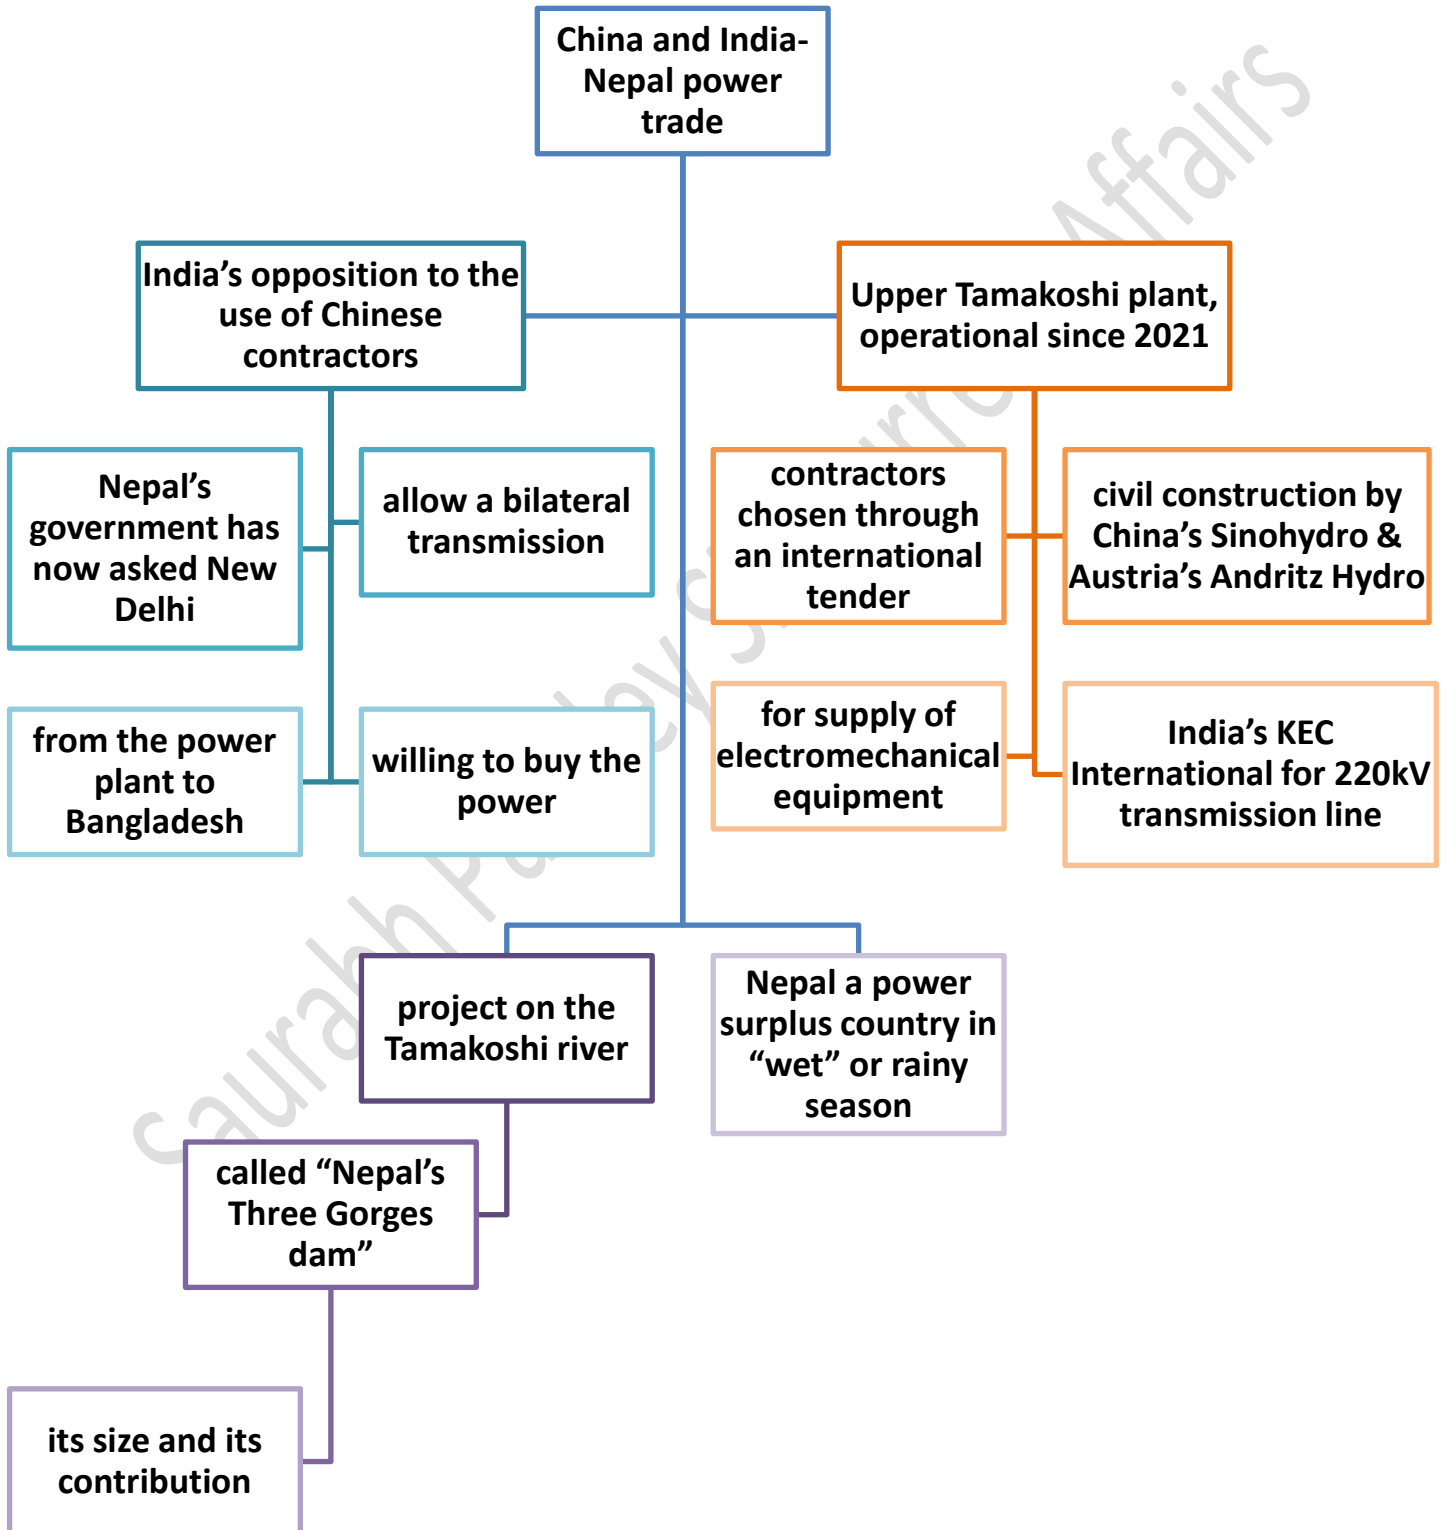 China and India-
Nepal power
trade
India’s opposition to the
use of Chinese
contractors
Upper Tamakoshi plant,
operational since 2021
Nepal’s
government has
now asked New
Delhi
allow a bilateral
transmission
contractors
chosen through
an international
tender
civil construction by
China’s Sinohydro &
Austria’s Andritz Hydro
from the power
plant to
Bangladesh
willing to buy the
power
for supply of
electromechanical
equipment
India’s KEC
International for 220kV
transmission line
project on the
Tamakoshi river
Nepal a power
surplus country in
“wet” or rainy
season
called “Nepal’s
Three Gorges
dam”
its size and its
contribution
Saurabh Affairs